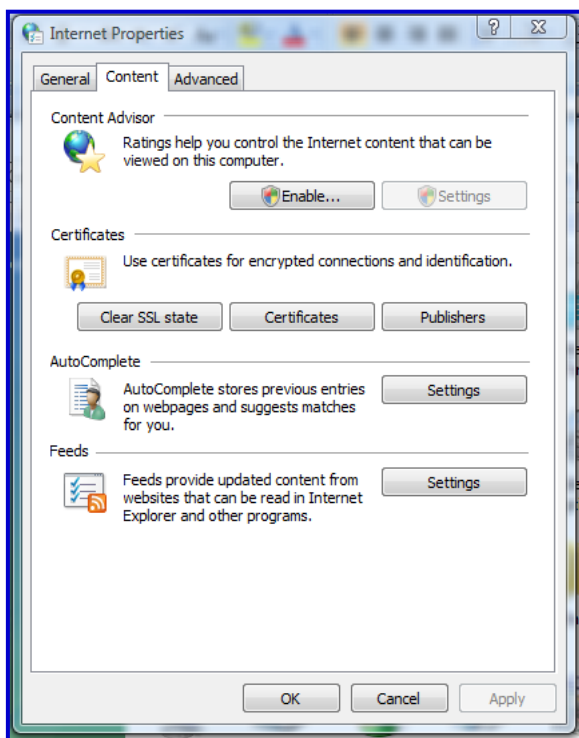 Internet Properties
General Content Advanced
Content Advisor
Ratings help you control the Internet content that can be
viewed on this computer.
Enable... Settings
Certificates
Use certificates for encrypted connections and identification.
Clear SSL state Certificates Publishers
AutoComplete
AutoComplete stores previous entries
on webpages and suggests matches
for you.
Settings
Feeds
Feeds provide updated content from
websites that can be read in Internet
Explorer and other programs.
Settings
OK Cancel Apply